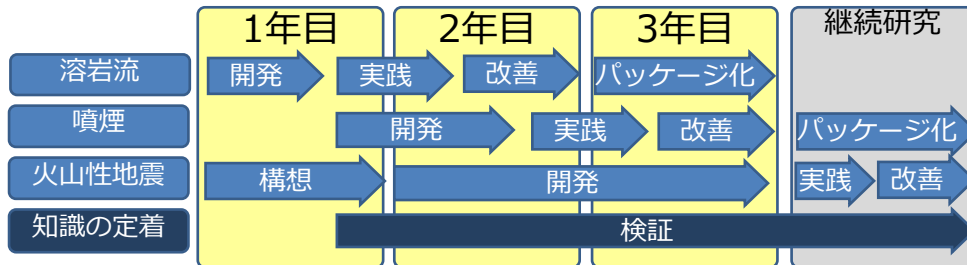 1年目 2年目 3年目 継続研究
溶岩流 開発 実践 改善 パッケージ化
噴煙 開発 実践 改善 パッケージ化
火山性地震 構想 開発 実践 改善
知識の定着 検証